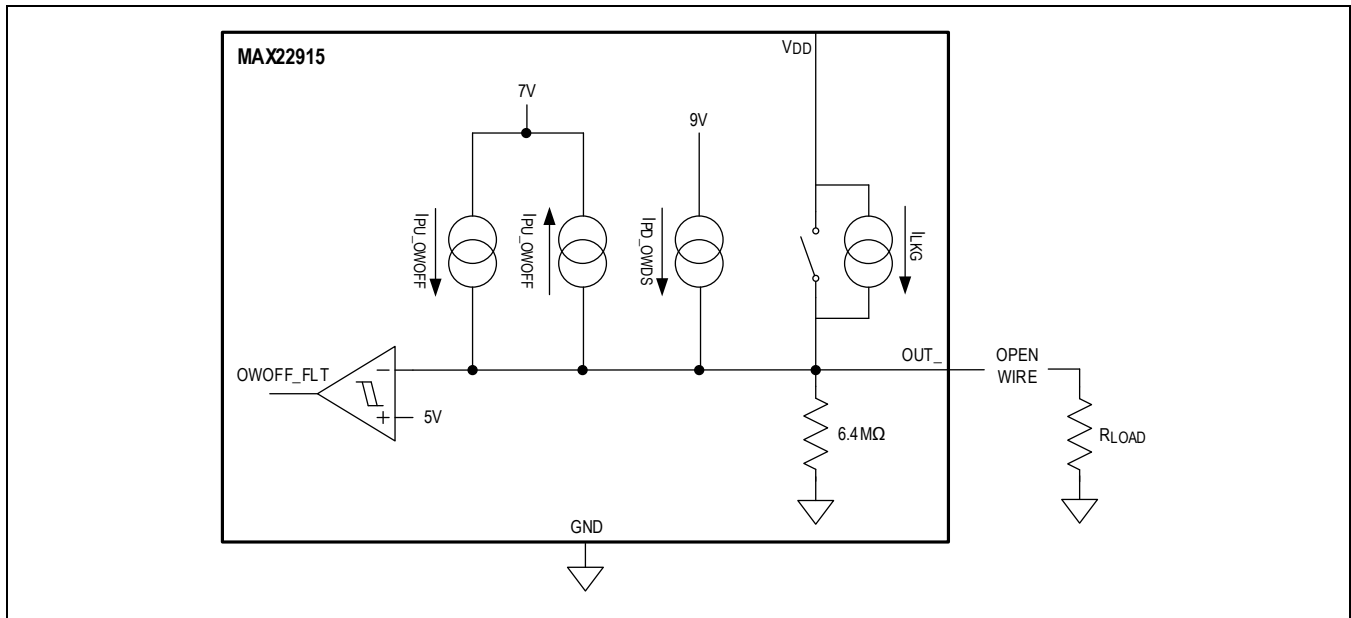 MAX22915
VDD
7V
9V
IPU_OWOFF
IPU_OWOFF
IPD_OWDS
ILKG
OUT_
OPEN
WIRE
OWOFF_FLT
−
+
5V
6.4MΩ
RLOAD
GND